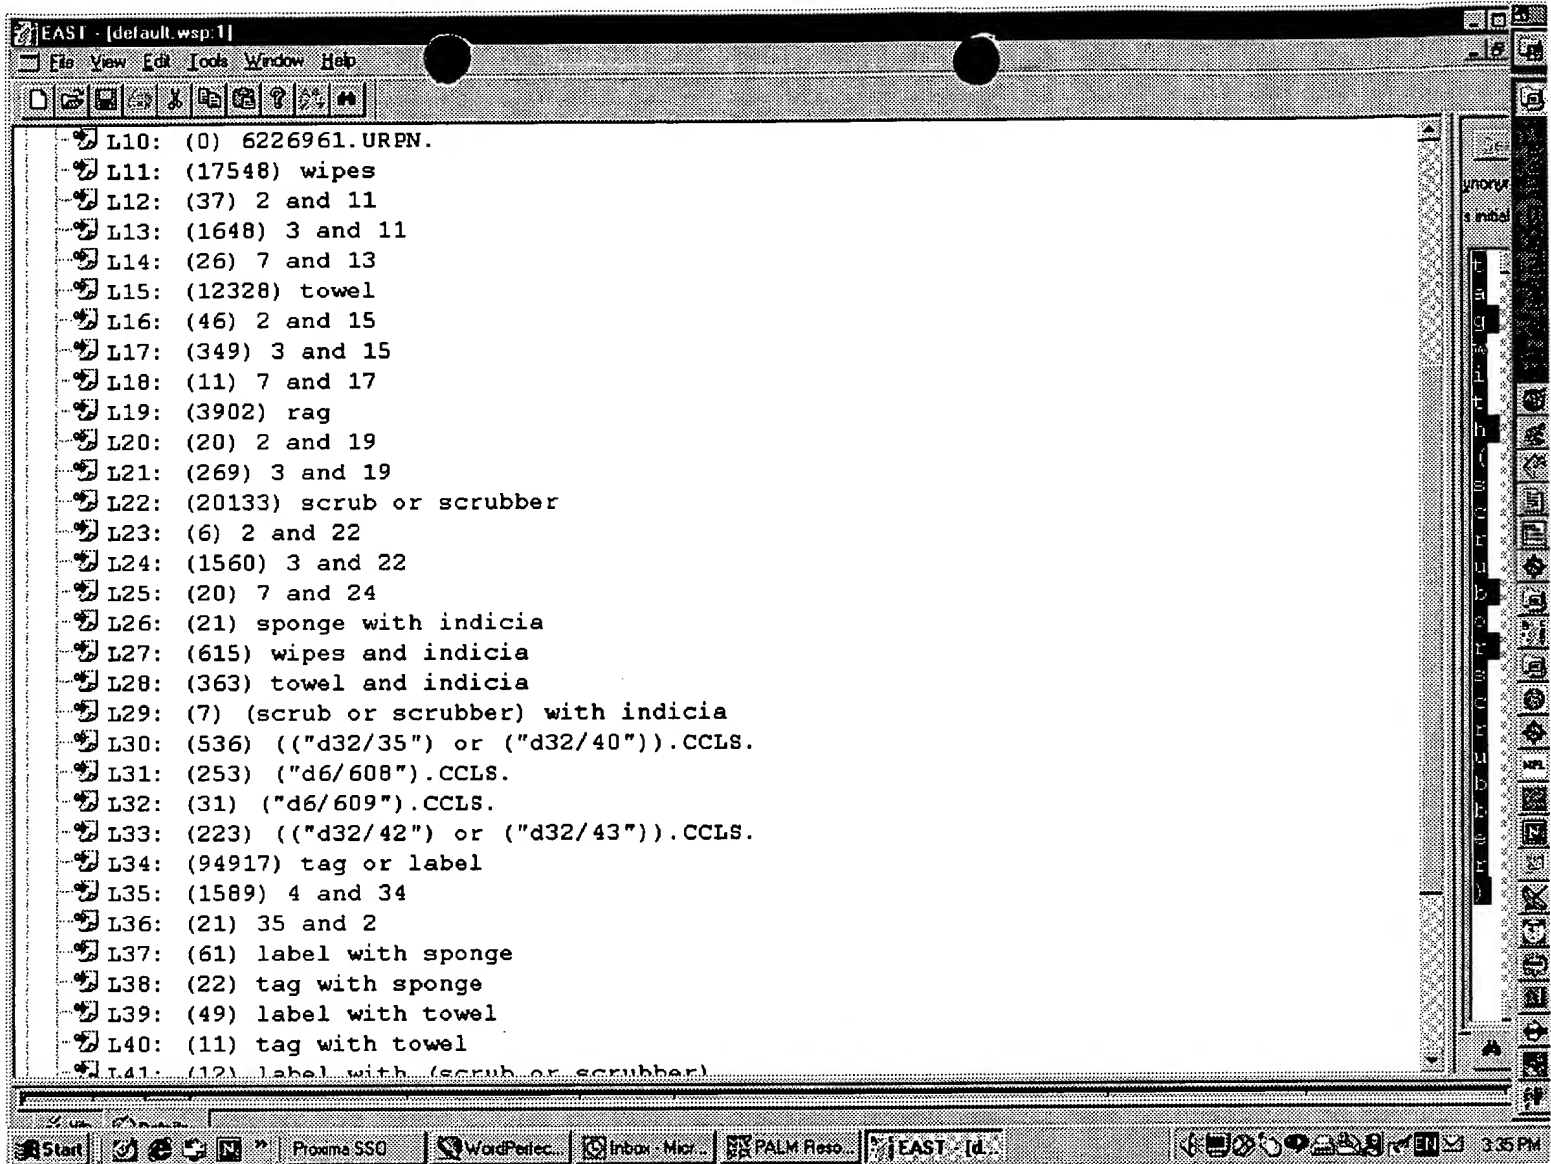 EAST - [default.wsp:1]
File View Edit Tools Window Help
L10: (0) 6226961.URPN.
L11: (17548) wipes
L12: (37) 2 and 11
L13: (1648) 3 and 11
L14: (26) 7 and 13
L15: (12328) towel
L16: (46) 2 and 15
L17: (349) 3 and 15
L18: (11) 7 and 17
L19: (3902) rag
L20: (20) 2 and 19
L21: (269) 3 and 19
L22: (20133) scrub or scrubber
L23: (6) 2 and 22
L24: (1560) 3 and 22
L25: (20) 7 and 24
L26: (21) sponge with indicia
L27: (615) wipes and indicia
L28: (363) towel and indicia
L29: (7) (scrub or scrubber) with indicia
L30: (536) (("d32/35") or ("d32/40")).CCLS.
L31: (253) ("d6/608").CCLS.
L32: (31) ("d6/609").CCLS.
L33: (223) (("d32/42") or ("d32/43")).CCLS.
L34: (94917) tag or label
L35: (1589) 4 and 34
L36: (21) 35 and 2
L37: (61) label with sponge
L38: (22) tag with sponge
L39: (49) label with towel
L40: (11) tag with towel
L41: (12) label with (scrub or scrubber)
Start Proxima SSO WordPerfec... Inbox - Micr... PALM Reso... EAST - [d... 3:35 PM